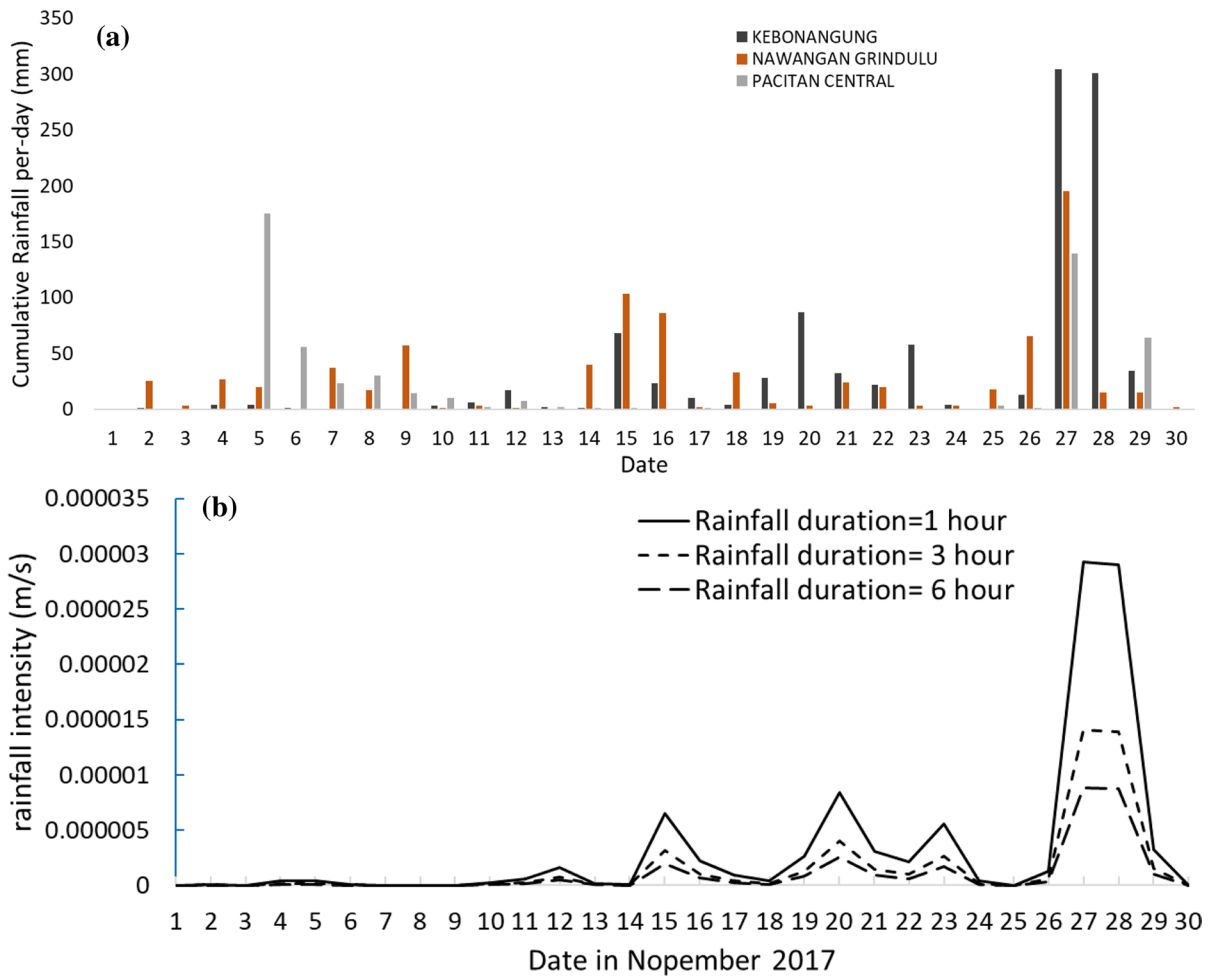 (a)
KEBONANGUNG
NAWANGAN GRINDULU
PACITAN CENTRAL
Cumulative Rainfall per-day (mm)
350
300
250
200
150
100
50
0
1 2 3 4 5 6 7 8 9 10 11 12 13 14 15 16 17 18 19 20 21 22 23 24 25 26 27 28 29 30
Date
(b)
Rainfall duration=1 hour
Rainfall duration= 3 hour
Rainfall duration= 6 hour
rainfall intensity (m/s)
0.000035
0.00003
0.000025
0.00002
0.000015
0.00001
0.000005
0
1 2 3 4 5 6 7 8 9 10 11 12 13 14 15 16 17 18 19 20 21 22 23 24 25 26 27 28 29 30
Date in Nopember 2017